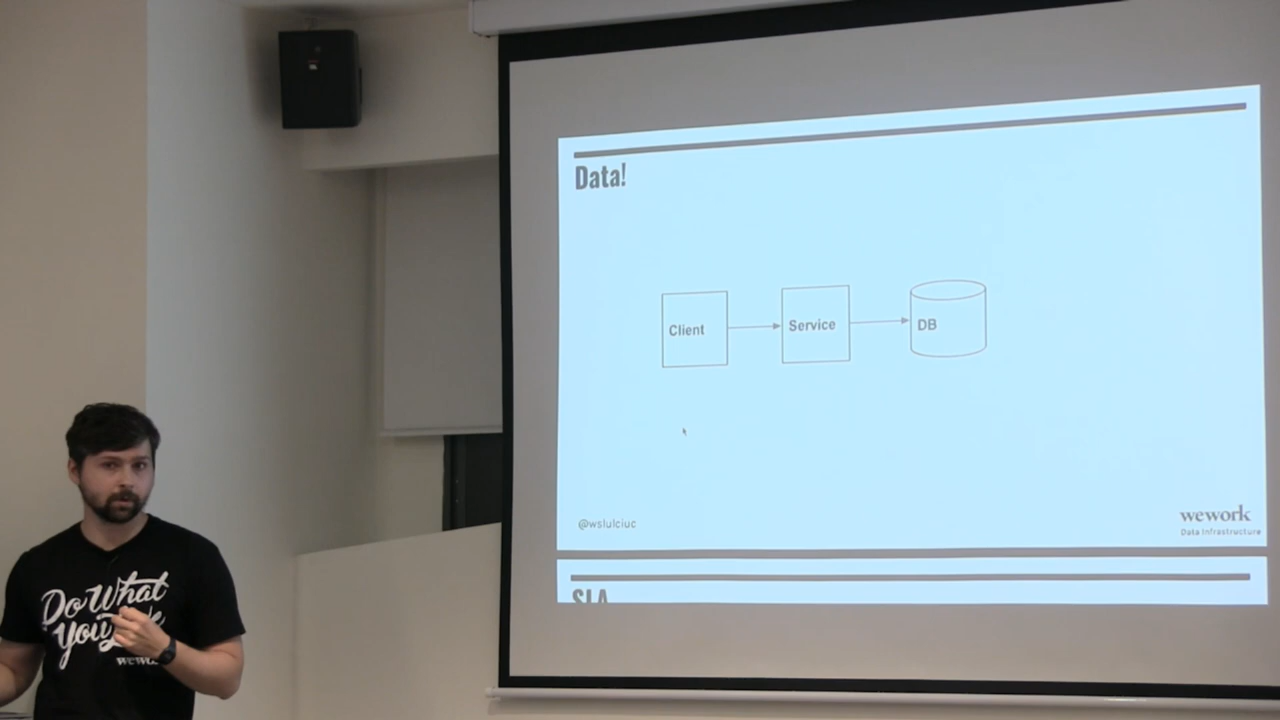 Data!
Client
Service
DB
@wslulciuc
wework
Data Infrastructure
SLA
Do What
You